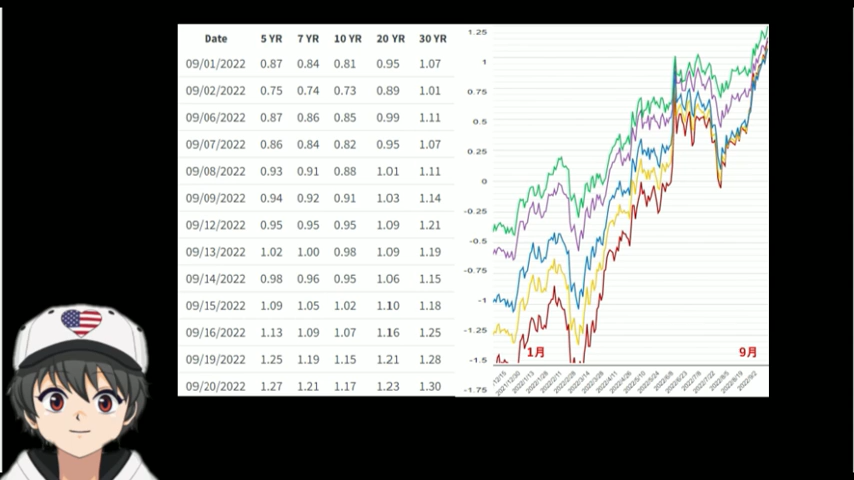 Date 5 YR 7 YR 10 YR 20 YR 30 YR
09/01/2022 0.87 0.84 0.81 0.95 1.07
09/02/2022 0.75 0.74 0.73 0.89 1.01
09/06/2022 0.87 0.86 0.85 0.99 1.11
09/07/2022 0.86 0.84 0.82 0.95 1.07
09/08/2022 0.93 0.91 0.88 1.01 1.11
09/09/2022 0.94 0.92 0.91 1.03 1.14
09/12/2022 0.95 0.95 0.95 1.09 1.21
09/13/2022 1.02 1.00 0.98 1.09 1.19
09/14/2022 0.98 0.96 0.95 1.06 1.15
09/15/2022 1.09 1.05 1.02 1.10 1.18
09/16/2022 1.13 1.09 1.07 1.16 1.25
09/19/2022 1.25 1.19 1.15 1.21 1.28
09/20/2022 1.27 1.21 1.17 1.23 1.30
1.25
1
0.75
0.5
0.25
0
-0.25
-0.5
-0.75
-1
-1.25
-1.5
-1.75
1月
9月